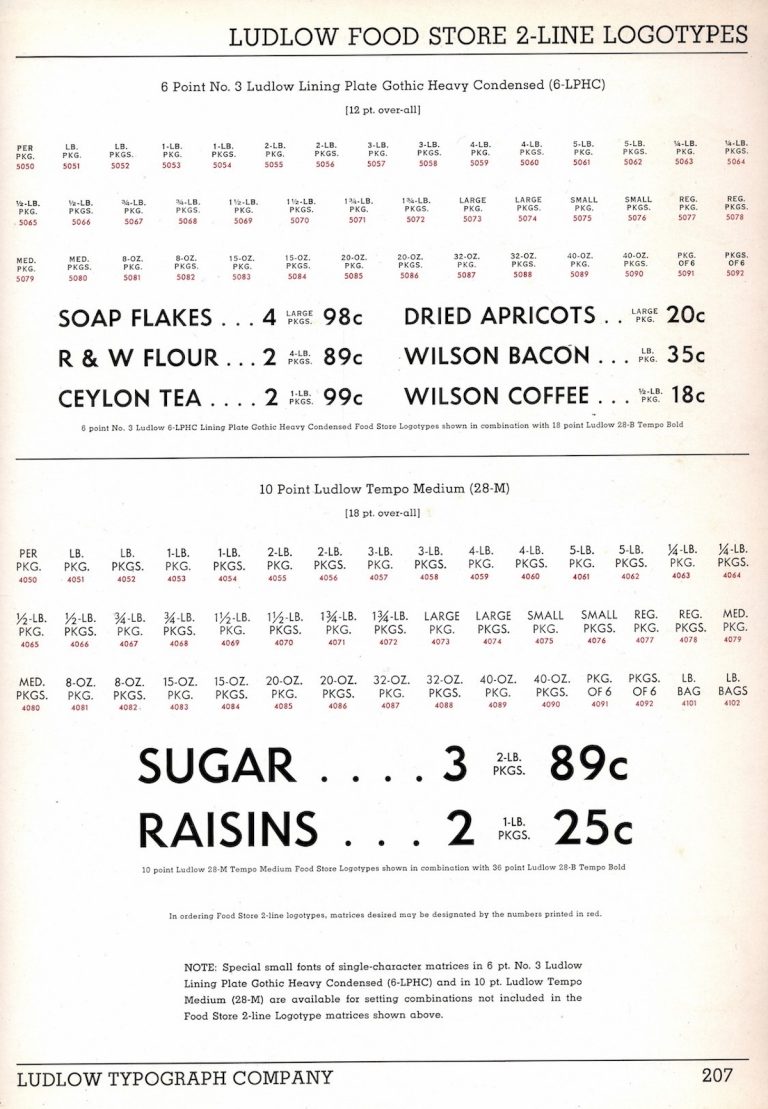 LUDLOW FOOD STORE 2-LINE LOGOTYPES
6 Point No. 3 Ludlow Lining Plate Gothic Heavy Condensed (6-LPHC)
[12 pt. over-all]
PER LB. LB. 1-LB. 1-LB. 2-LB. 2-LB. 3-LB. 3-LB. 4-LB. 4-LB. 5-LB. 5-LB. ¼-LB. ¼-LB.
PKG. PKG. PKGS. PKG. PKGS. PKG. PKGS. PKG. PKGS. PKG. PKGS. PKG. PKGS. PKG. PKGS.
5050 5051 5052 5053 5054 5055 5056 5057 5058 5059 5060 5061 5062 5063 5064
½-LB. ½-LB. ¾-LB. ¾-LB. 1½-LB. 1½-LB. 1¾-LB. 1¾-LB. LARGE LARGE SMALL SMALL REG. REG.
PKG. PKGS. PKG. PKGS. PKG. PKGS. PKG. PKGS. PKG. PKGS. PKG. PKGS. PKG. PKGS.
5065 5066 5067 5068 5069 5070 5071 5072 5073 5074 5075 5076 5077 5078
MED. MED. 8-OZ. 8-OZ. 15-OZ. 15-OZ. 20-OZ. 20-OZ. 32-OZ. 32-OZ. 40-OZ. 40-OZ. PKG. PKGS.
PKG. PKGS. PKG. PKGS. PKG. PKGS. PKG. PKGS. PKG. PKGS. PKG. PKGS. OF 6 OF 6
5079 5080 5081 5082 5083 5084 5085 5086 5087 5088 5089 5090 5091 5092
SOAP FLAKES . . . 4 LARGE PKGS. 98c
R & W FLOUR . . . 2 4-LB. PKGS. 89c
CEYLON TEA . . . . 2 1-LB. PKGS. 99c
DRIED APRICOTS . . LARGE PKG. 20c
WILSON BACON . . . LB. PKG. 35c
WILSON COFFEE . . . ½-LB. PKG. 18c
6 point No. 3 Ludlow 6-LPHC Lining Plate Gothic Heavy Condensed Food Store Logotypes shown in combination with 18 point Ludlow 28-B Tempo Bold
10 Point Ludlow Tempo Medium (28-M)
[18 pt. over-all]
PER LB. LB. 1-LB. 1-LB. 2-LB. 2-LB. 3-LB. 3-LB. 4-LB. 4-LB. 5-LB. 5-LB. ¼-LB. ¼-LB.
PKG. PKG. PKGS. PKG. PKGS. PKG. PKGS. PKG. PKGS. PKG. PKGS. PKG. PKGS. PKG. PKGS.
4050 4051 4052 4053 4054 4055 4056 4057 4058 4059 4060 4061 4062 4063 4064
½-LB. ½-LB. ¾-LB. ¾-LB. 1½-LB. 1½-LB. 1¾-LB. 1¾-LB. LARGE LARGE SMALL SMALL REG. REG. MED.
PKG. PKGS. PKG. PKGS. PKG. PKGS. PKG. PKGS. PKG. PKGS. PKG. PKGS. PKG. PKGS. PKG.
4065 4066 4067 4068 4069 4070 4071 4072 4073 4074 4075 4076 4077 4078 4079
MED. 8-OZ. 8-OZ. 15-OZ. 15-OZ. 20-OZ. 20-OZ. 32-OZ. 32-OZ. 40-OZ. 40-OZ. PKG. PKGS. LB. LB.
PKGS. PKG. PKGS. PKG. PKGS. PKG. PKGS. PKG. PKGS. PKG. PKGS. OF 6 OF 6 BAG BAGS
4080 4081 4082 4083 4084 4085 4086 4087 4088 4089 4090 4091 4092 4101 4102
SUGAR . . . . 3 2-LB. PKGS. 89c
RAISINS . . . 2 1-LB. PKGS. 25c
10 point Ludlow 28-M Tempo Medium Food Store Logotypes shown in combination with 36 point Ludlow 28-B Tempo Bold
In ordering Food Store 2-line logotypes, matrices desired may be designated by the numbers printed in red.
NOTE: Special small fonts of single-character matrices in 6 pt. No. 3 Ludlow
Lining Plate Gothic Heavy Condensed (6-LPHC) and in 10 pt. Ludlow Tempo
Medium (28-M) are available for setting combinations not included in the
Food Store 2-line Logotype matrices shown above.
LUDLOW TYPOGRAPH COMPANY 207